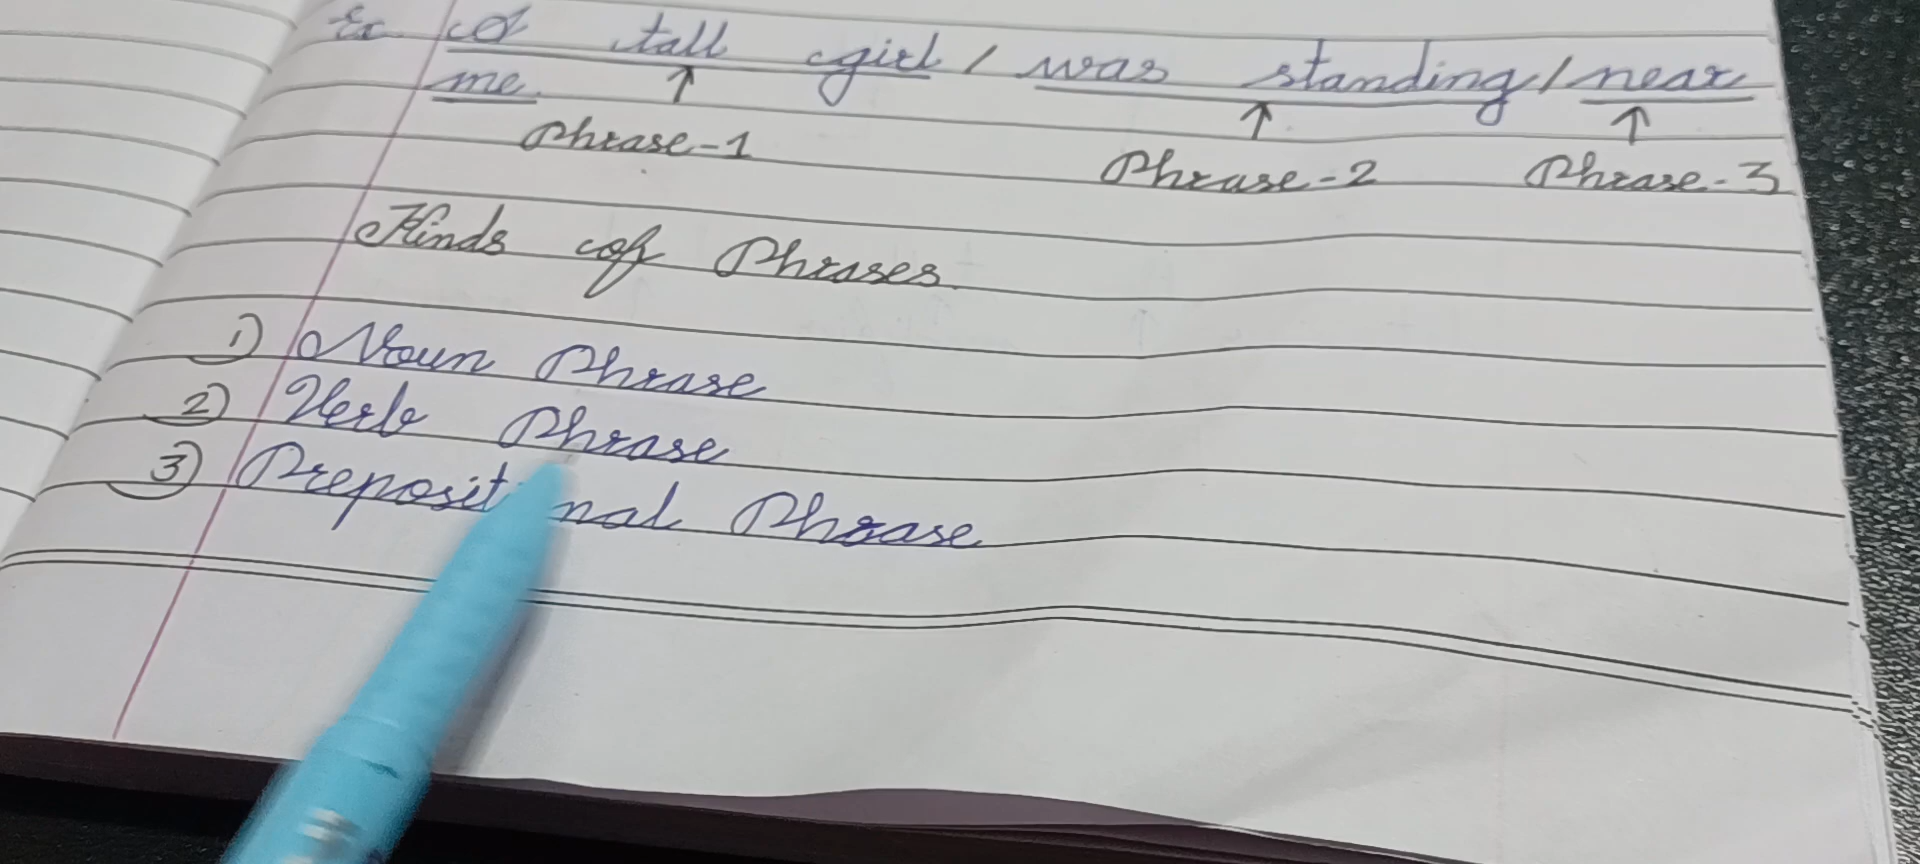 Ex. A tall girl / was standing / near
me.
Phrase-1 Phrase-2 Phrase-3
Kinds of Phrases
1) Noun Phrase
2) Verb Phrase
3) Preposit nal Phrase